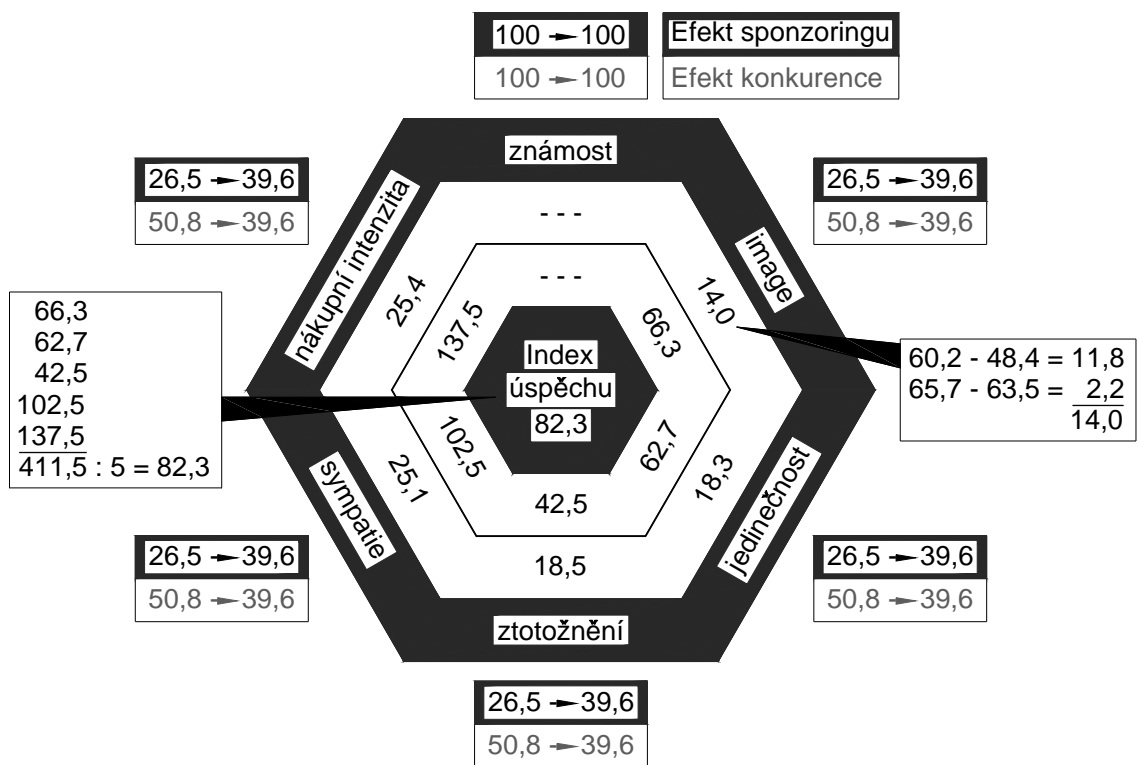 100 → 100
Efekt sponzoringu
100 → 100
Efekt konkurence
známost
26,5 → 39,6
50,8 → 39,6
26,5 → 39,6
50,8 → 39,6
nákupní intenzita
image
- - -
- - -
25,4
137,5
66,3
14,0
Index
úspěchu
82,3
66,3
62,7
42,5
102,5
137,5
411,5 : 5 = 82,3
60,2 - 48,4 = 11,8
65,7 - 63,5 = 2,2
14,0
102,5
62,7
25,1
18,3
42,5
18,5
sympatie
jedinečnost
26,5 → 39,6
50,8 → 39,6
26,5 → 39,6
50,8 → 39,6
ztotožnění
26,5 → 39,6
50,8 → 39,6